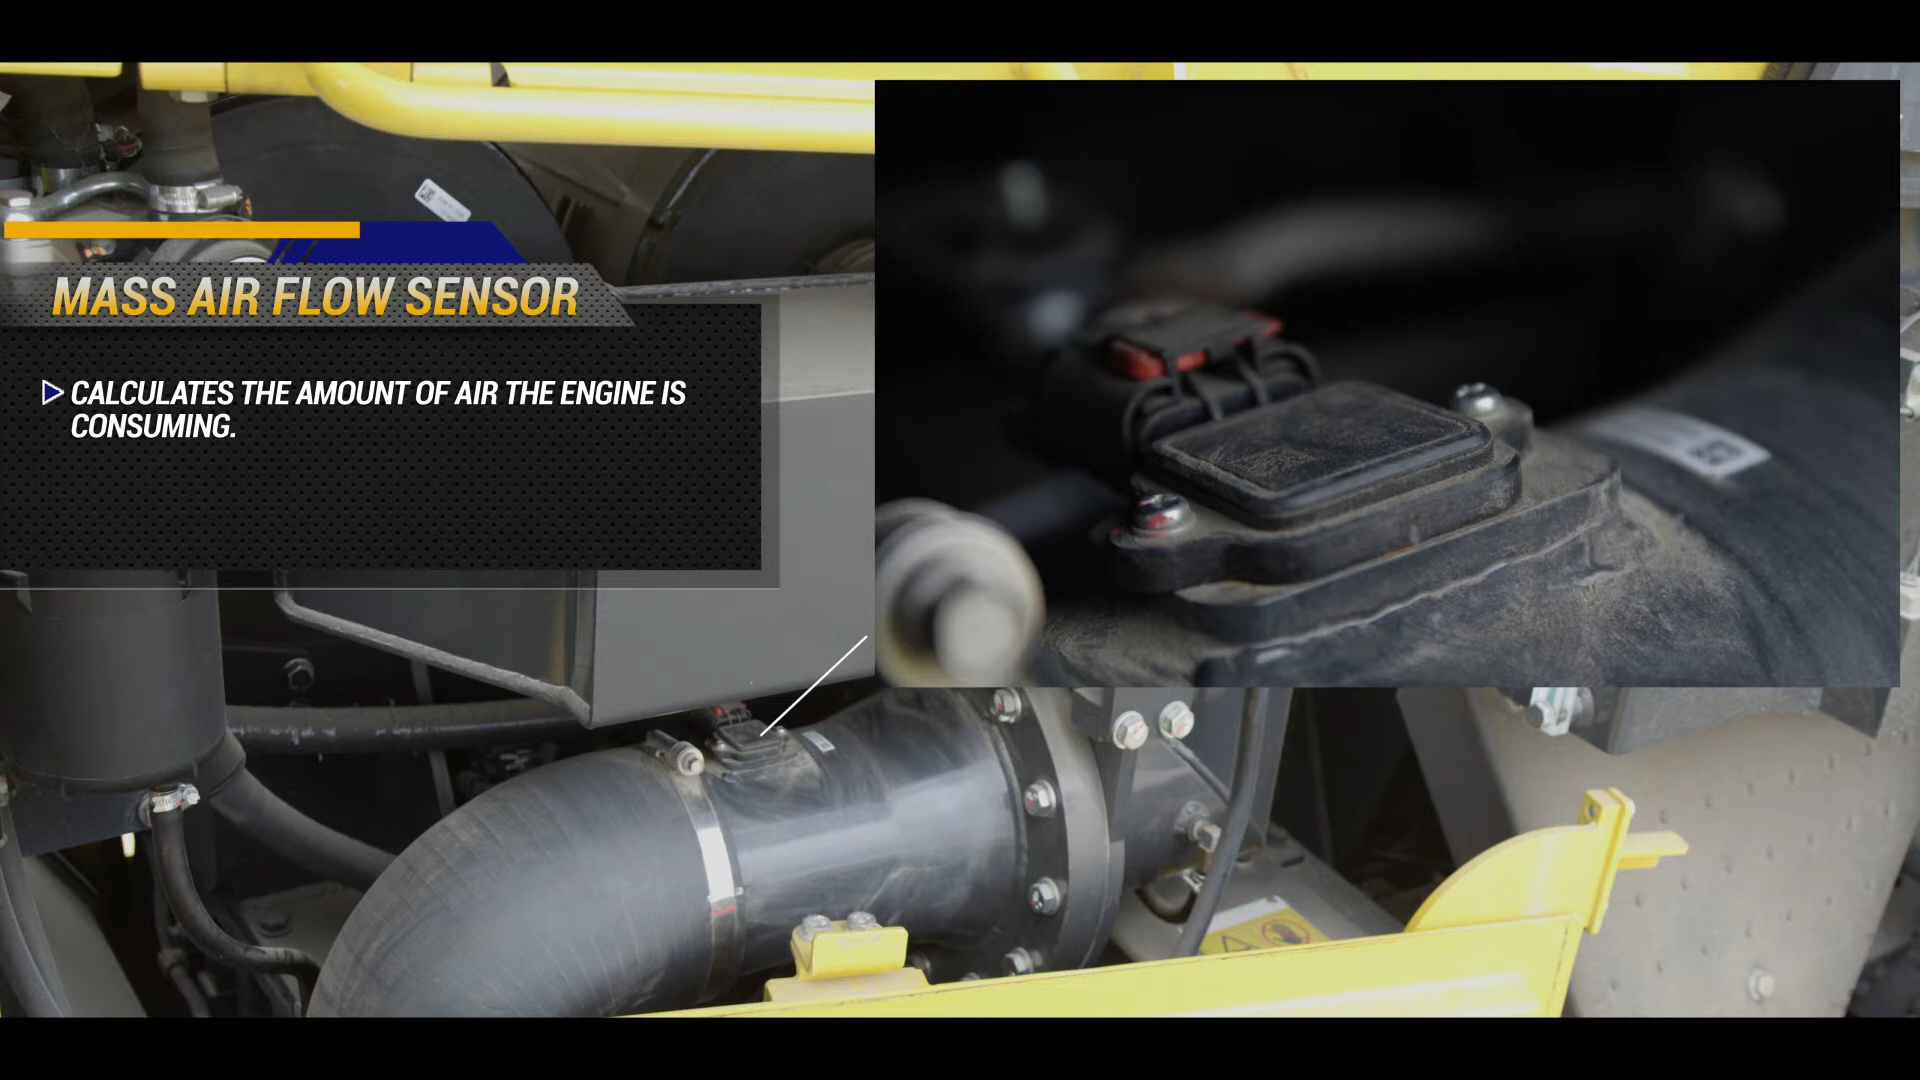 MASS AIR FLOW SENSOR
CALCULATES THE AMOUNT OF AIR THE ENGINE IS
CONSUMING.